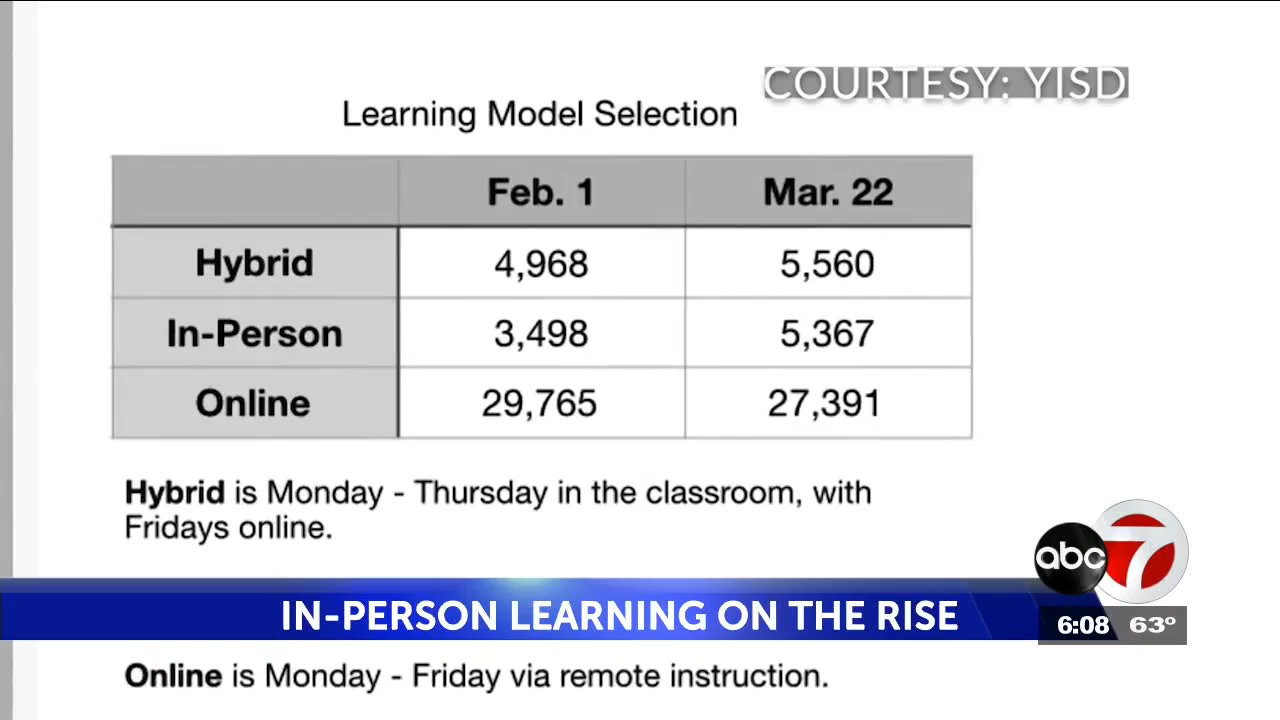 COURTESY: YISD
Learning Model Selection
Feb. 1 Mar. 22
Hybrid 4,968 5,560
In-Person 3,498 5,367
Online 29,765 27,391
Hybrid is Monday - Thursday in the classroom, with
Fridays online.
abc 7
IN-PERSON LEARNING ON THE RISE
6:08 63°
Online is Monday - Friday via remote instruction.